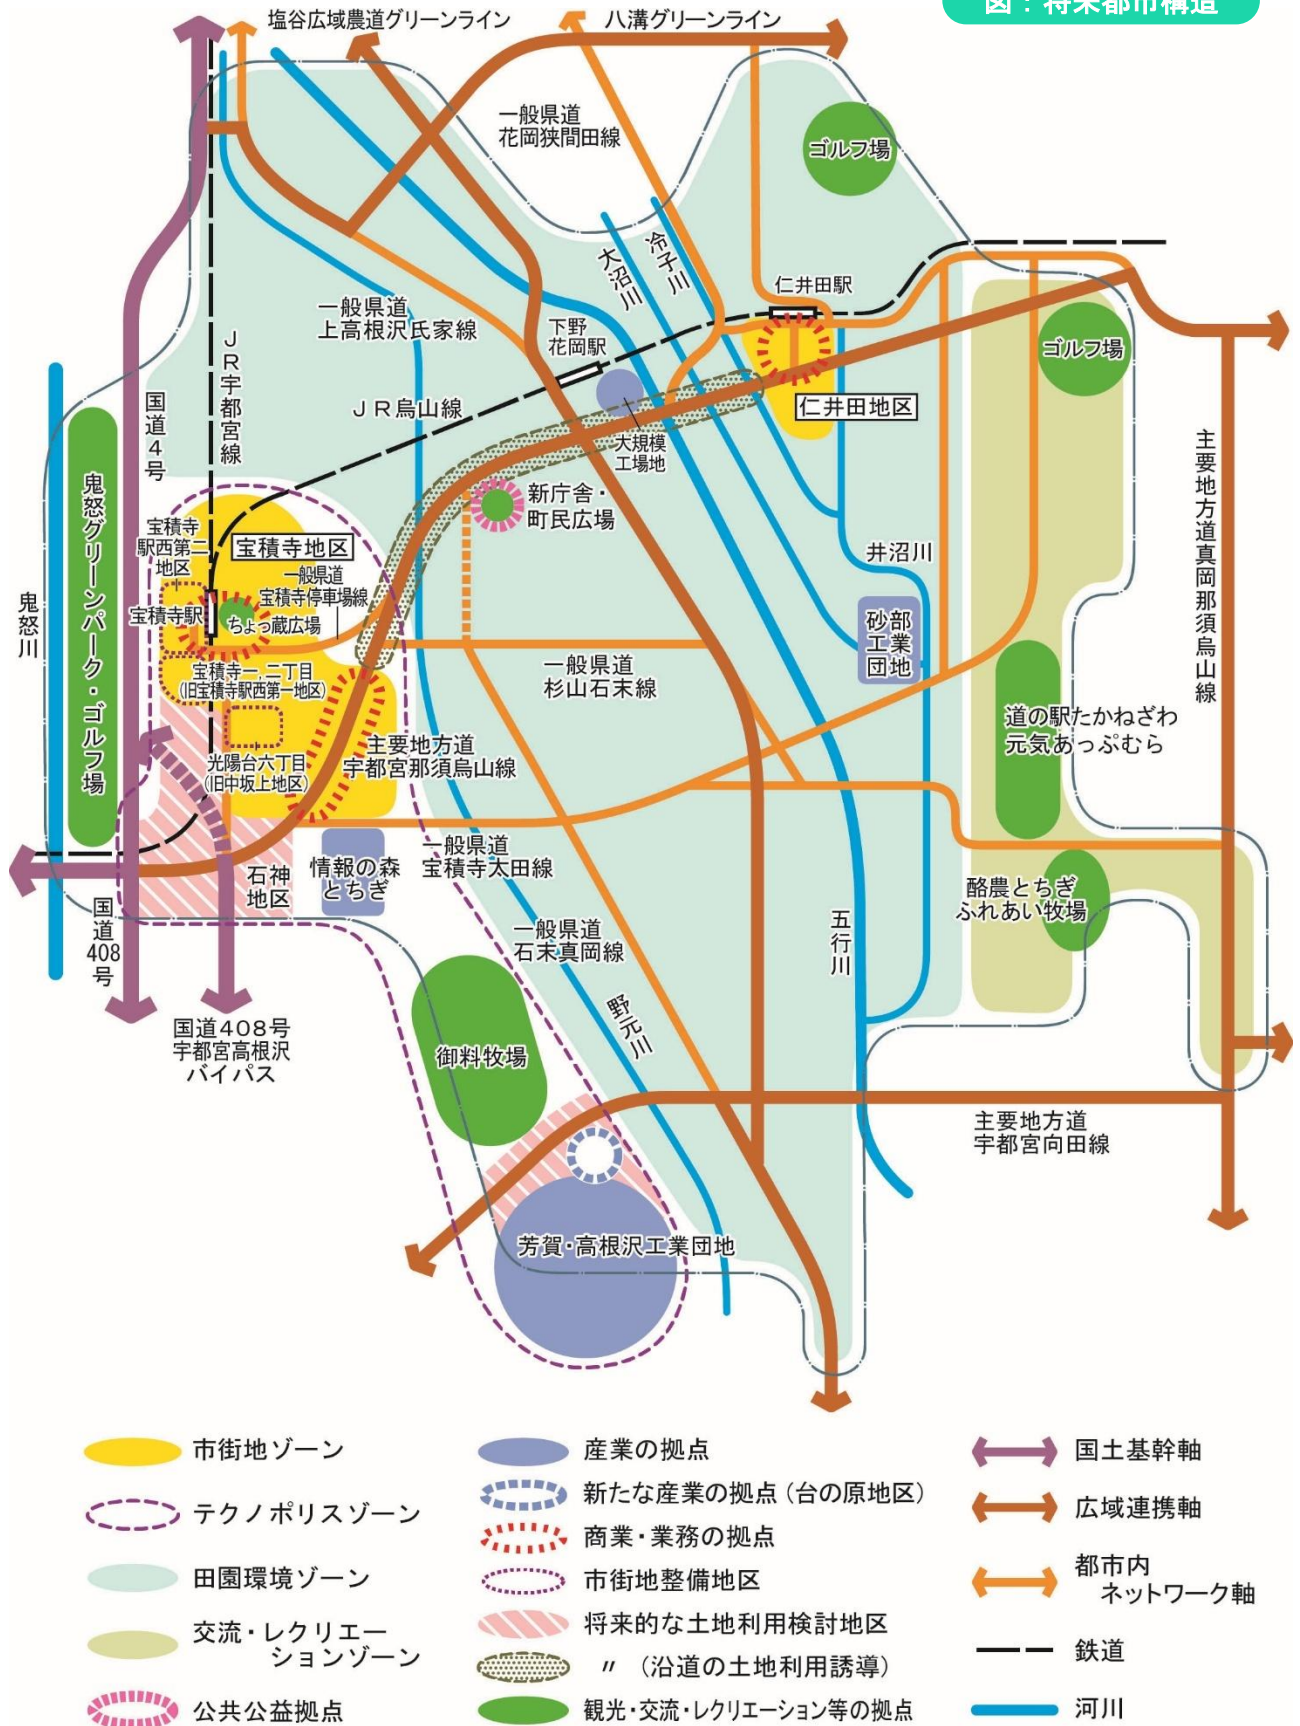 図：将来都市構造
塩谷広域農道グリーンライン
八溝グリーンライン
一般県道
花岡狭間田線
ゴルフ場
大沼川
冷子川
仁井田駅
一般県道
上高根沢氏家線
下野
花岡駅
ゴルフ場
JR宇都宮線
国道4号
JR烏山線
仁井田地区
大規模
工場地
主要地方道真岡那須烏山線
鬼怒グリーンパーク・ゴルフ場
新庁舎・
町民広場
宝積寺
駅西第二
地区
宝積寺地区
一般県道
宝積寺停車場線
井沼川
鬼怒川
宝積寺駅
ちょっ蔵広場
砂部
工業
団地
宝積寺一,二丁目
(旧宝積寺駅西第一地区)
一般県道
杉山石末線
道の駅たかねざわ
元気あっぷむら
主要地方道
宇都宮那須烏山線
光陽台六丁目
(旧中坂上地区)
一般県道
宝積寺太田線
石神
地区
情報の森
とちぎ
酪農とちぎ
ふれあい牧場
国道
408
号
一般県道
石末真岡線
五行川
国道408号
宇都宮高根沢
バイパス
野元川
御料牧場
主要地方道
宇都宮向田線
芳賀・高根沢工業団地
市街地ゾーン
テクノポリスゾーン
田園環境ゾーン
交流・レクリエー
ションゾーン
公共公益拠点
産業の拠点
新たな産業の拠点（台の原地区）
商業・業務の拠点
市街地整備地区
将来的な土地利用検討地区
〃（沿道の土地利用誘導）
観光・交流・レクリエーション等の拠点
国土基幹軸
広域連携軸
都市内
ネットワーク軸
鉄道
河川